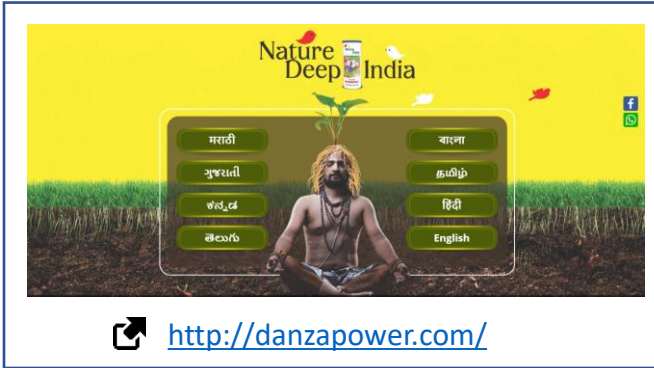 Nature
Deep India
मराठी
বাংলা
ગુજરાતી
தமிழ்
ಕನ್ನಡ
हिंदी
తెలుగు
English
http://danzapower.com/